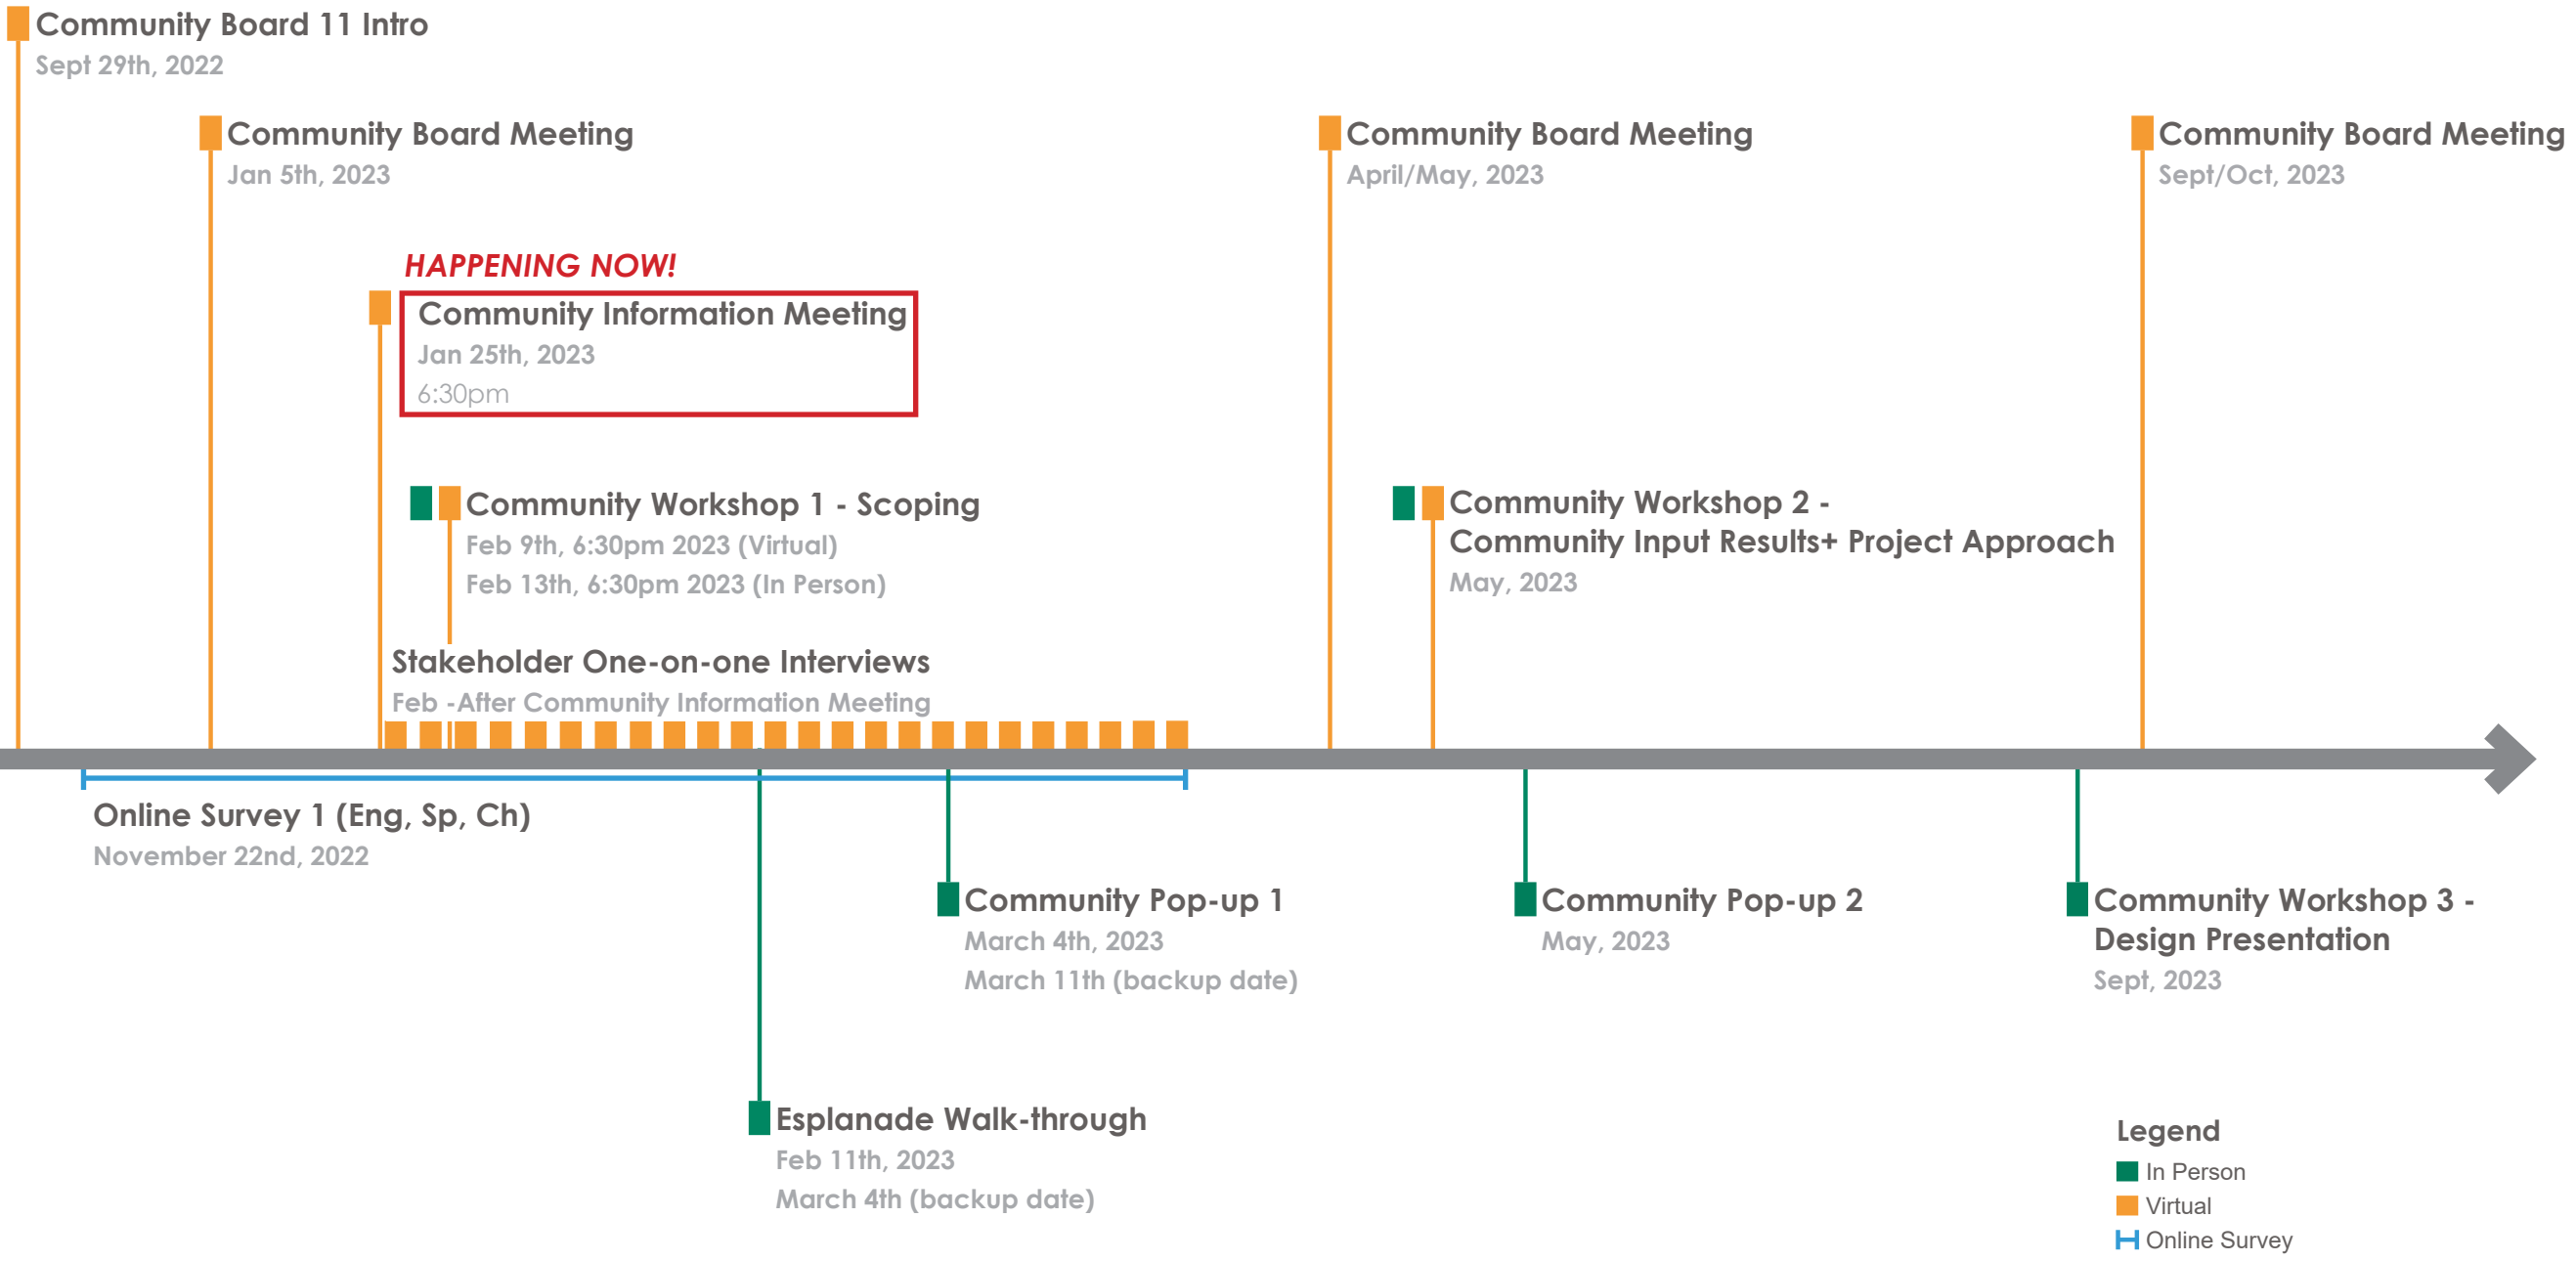 Community Board 11 Intro
Sept 29th, 2022
Community Board Meeting
Jan 5th, 2023
Community Board Meeting
April/May, 2023
Community Board Meeting
Sept/Oct, 2023
HAPPENING NOW!
Community Information Meeting
Jan 25th, 2023
6:30pm
Community Workshop 1 - Scoping
Feb 9th, 6:30pm 2023 (Virtual)
Feb 13th, 6:30pm 2023 (In Person)
Community Workshop 2 -
Community Input Results+ Project Approach
May, 2023
Stakeholder One-on-one Interviews
Feb -After Community Information Meeting
Online Survey 1 (Eng, Sp, Ch)
November 22nd, 2022
Community Pop-up 1
March 4th, 2023
March 11th (backup date)
Community Pop-up 2
May, 2023
Community Workshop 3 -
Design Presentation
Sept, 2023
Esplanade Walk-through
Feb 11th, 2023
March 4th (backup date)
Legend
In Person
Virtual
Online Survey